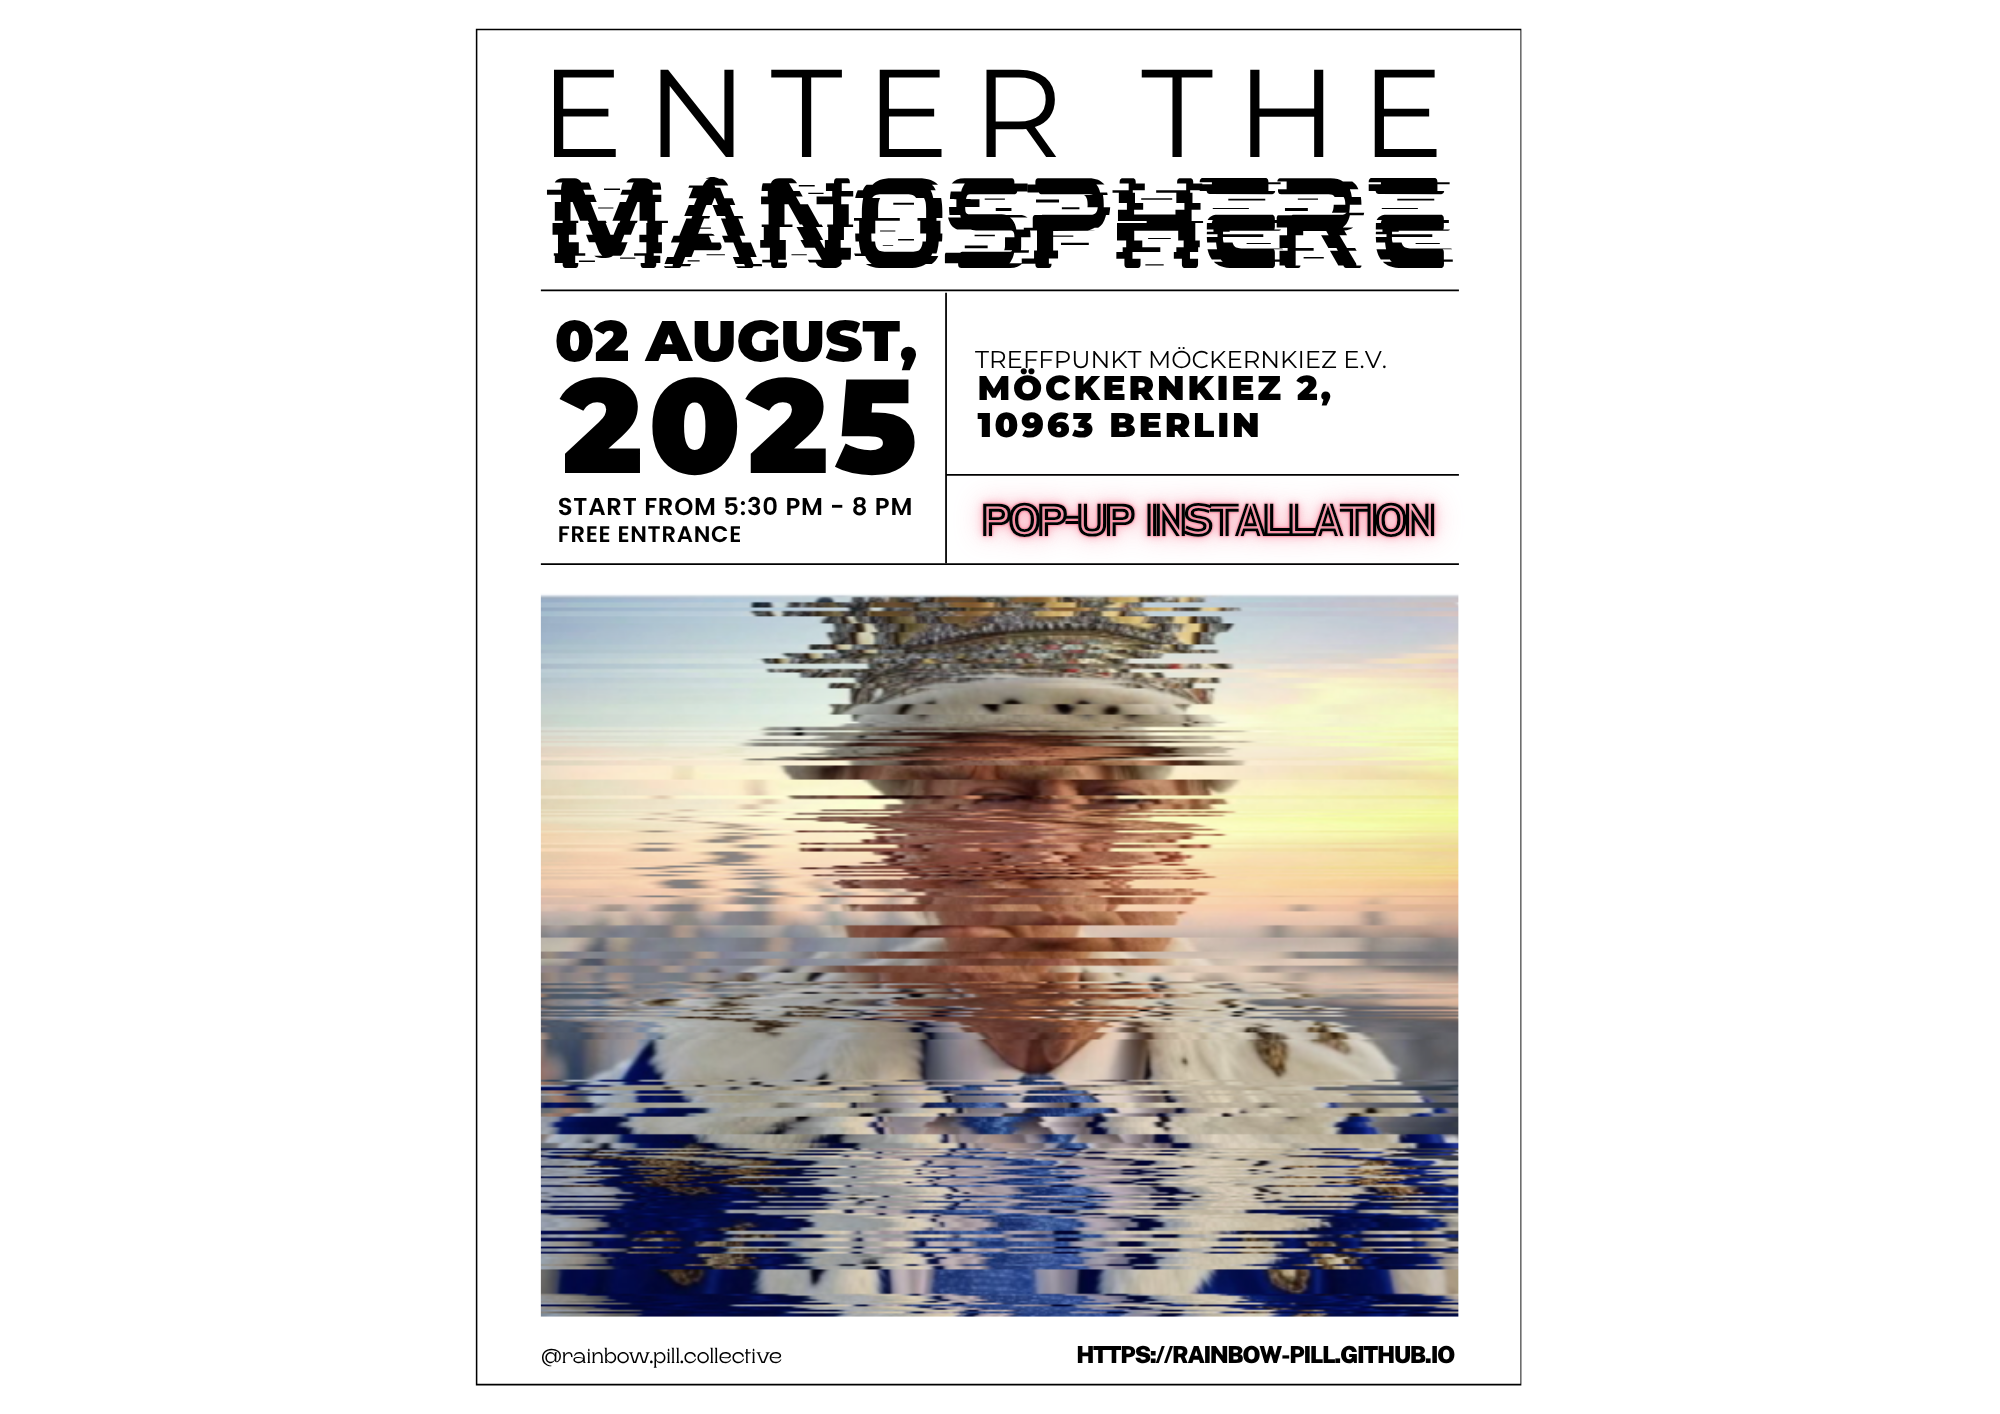 ENTER THE
MANOSPHERE
02 AUGUST,
2025
START FROM 5:30 PM - 8 PM
FREE ENTRANCE
TREFFPUNKT MÖCKERNKIEZ E.V.
MÖCKERNKIEZ 2,
10963 BERLIN
POP-UP INSTALLATION
@rainbow.pill.collective
HTTPS://RAINBOW-PILL.GITHUB.IO